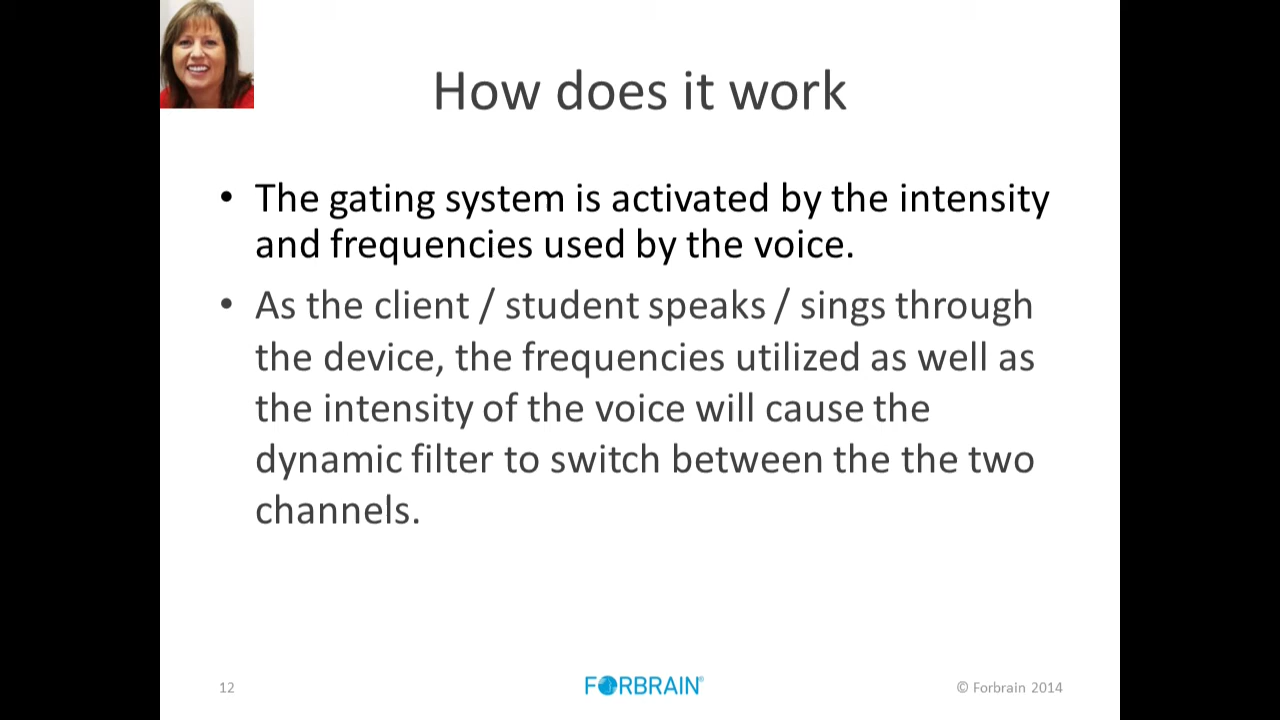 How does it work
• The gating system is activated by the intensity
and frequencies used by the voice.
• As the client / student speaks / sings through
the device, the frequencies utilized as well as
the intensity of the voice will cause the
dynamic filter to switch between the the two
channels.
12
FORBRAIN®
© Forbrain 2014